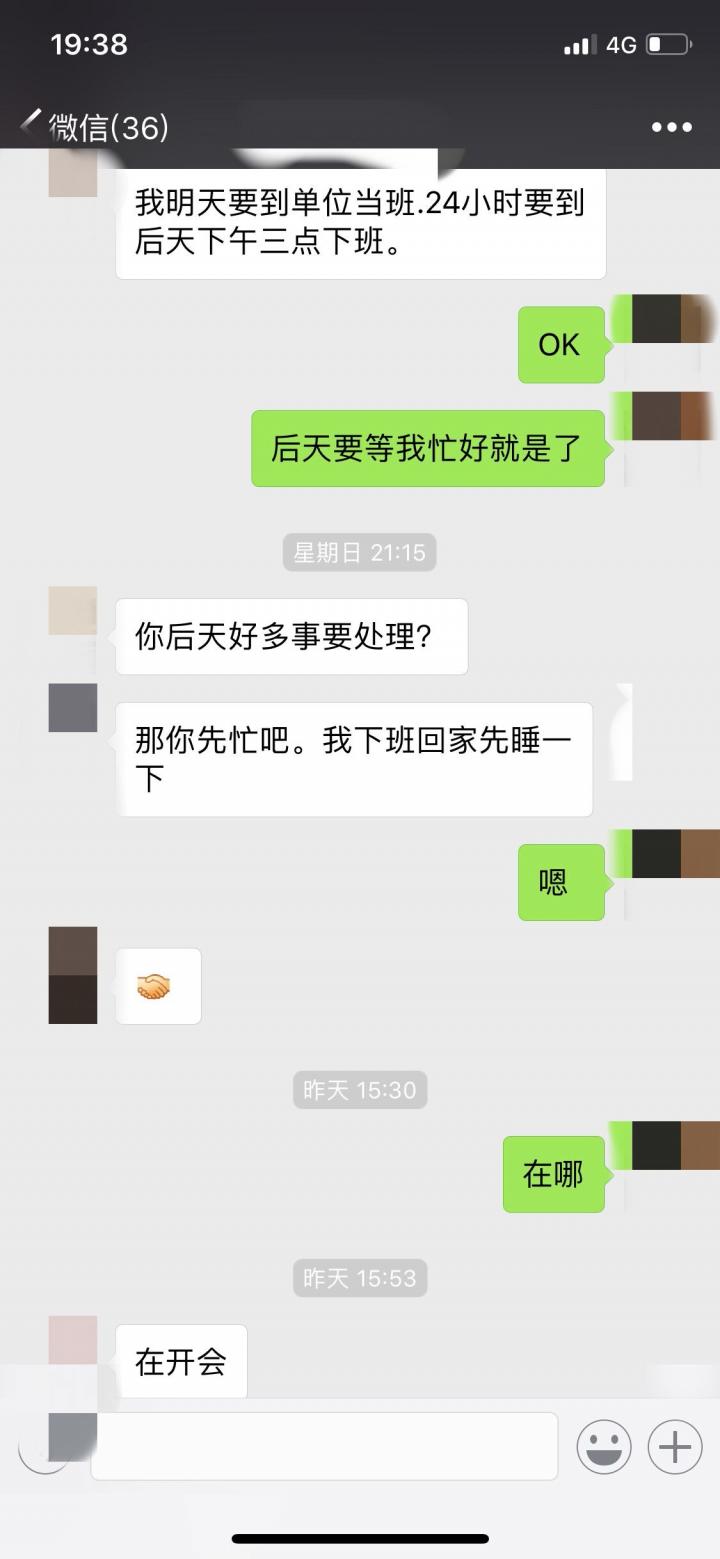 19:38
4G
微信(36)
我明天要到单位当班.24小时要到
后天下午三点下班。
OK
后天要等我忙好就是了
星期日 21:15
你后天好多事要处理?
那你先忙吧。我下班回家先睡一
下
嗯
昨天 15:30
在哪
昨天 15:53
在开会